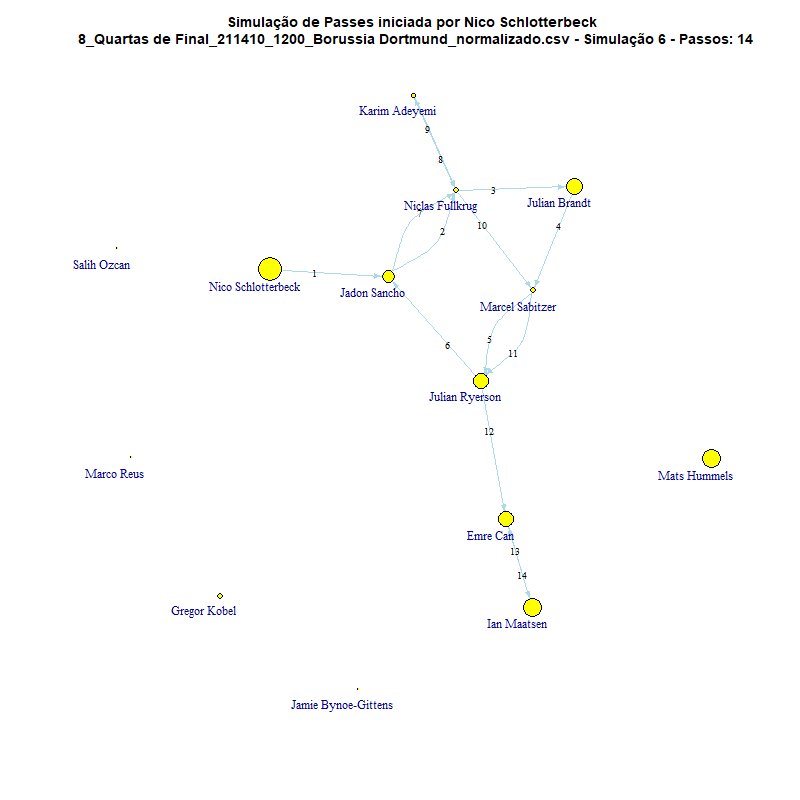 Simulação de Passes iniciada por Nico Schlotterbeck
8_Quartas de Final_211410_1200_Borussia Dortmund_normalizado.csv - Simulação 6 - Passos: 14
Karim Adeyemi
9
8
3
Niclas Fullkrug
Julian Brandt
7
2
10
4
Salih Ozcan
1
Nico Schlotterbeck
Jadon Sancho
Marcel Sabitzer
6
5
11
Julian Ryerson
12
Marco Reus
Mats Hummels
Emre Can
13
14
Gregor Kobel
Ian Maatsen
Jamie Bynoe-Gittens